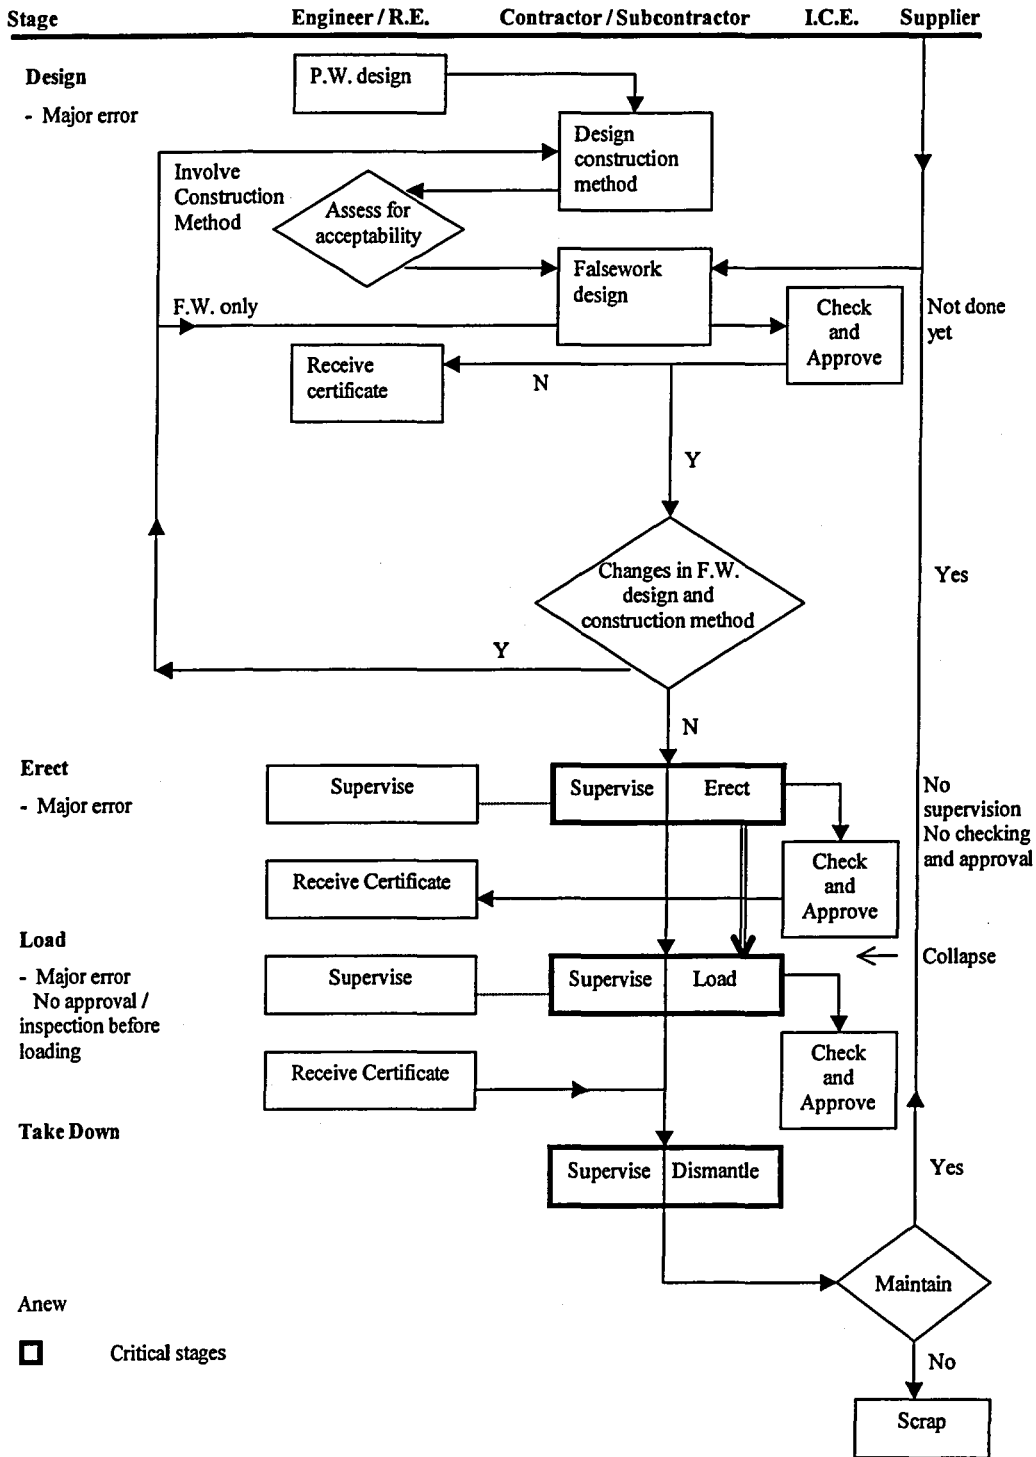 Stage Engineer / R.E. Contractor / Subcontractor I.C.E. Supplier
Design
- Major error
P.W. design
Design
construction
method
Involve
Construction
Method
Assess for
acceptability
Falsework
design
F.W. only
Check
and
Approve
Not done
yet
Receive
certificate
N
Y
Changes in F.W.
design and
construction method
Yes
Y
N
Erect
- Major error
Supervise
Supervise Erect
No
supervision
No checking
and approval
Check
and
Approve
Receive Certificate
Load
- Major error
No approval /
inspection before
loading
Supervise
Supervise Load
Collapse
Check
and
Approve
Receive Certificate
Take Down
Supervise Dismantle
Yes
Maintain
Anew
Critical stages
No
Scrap